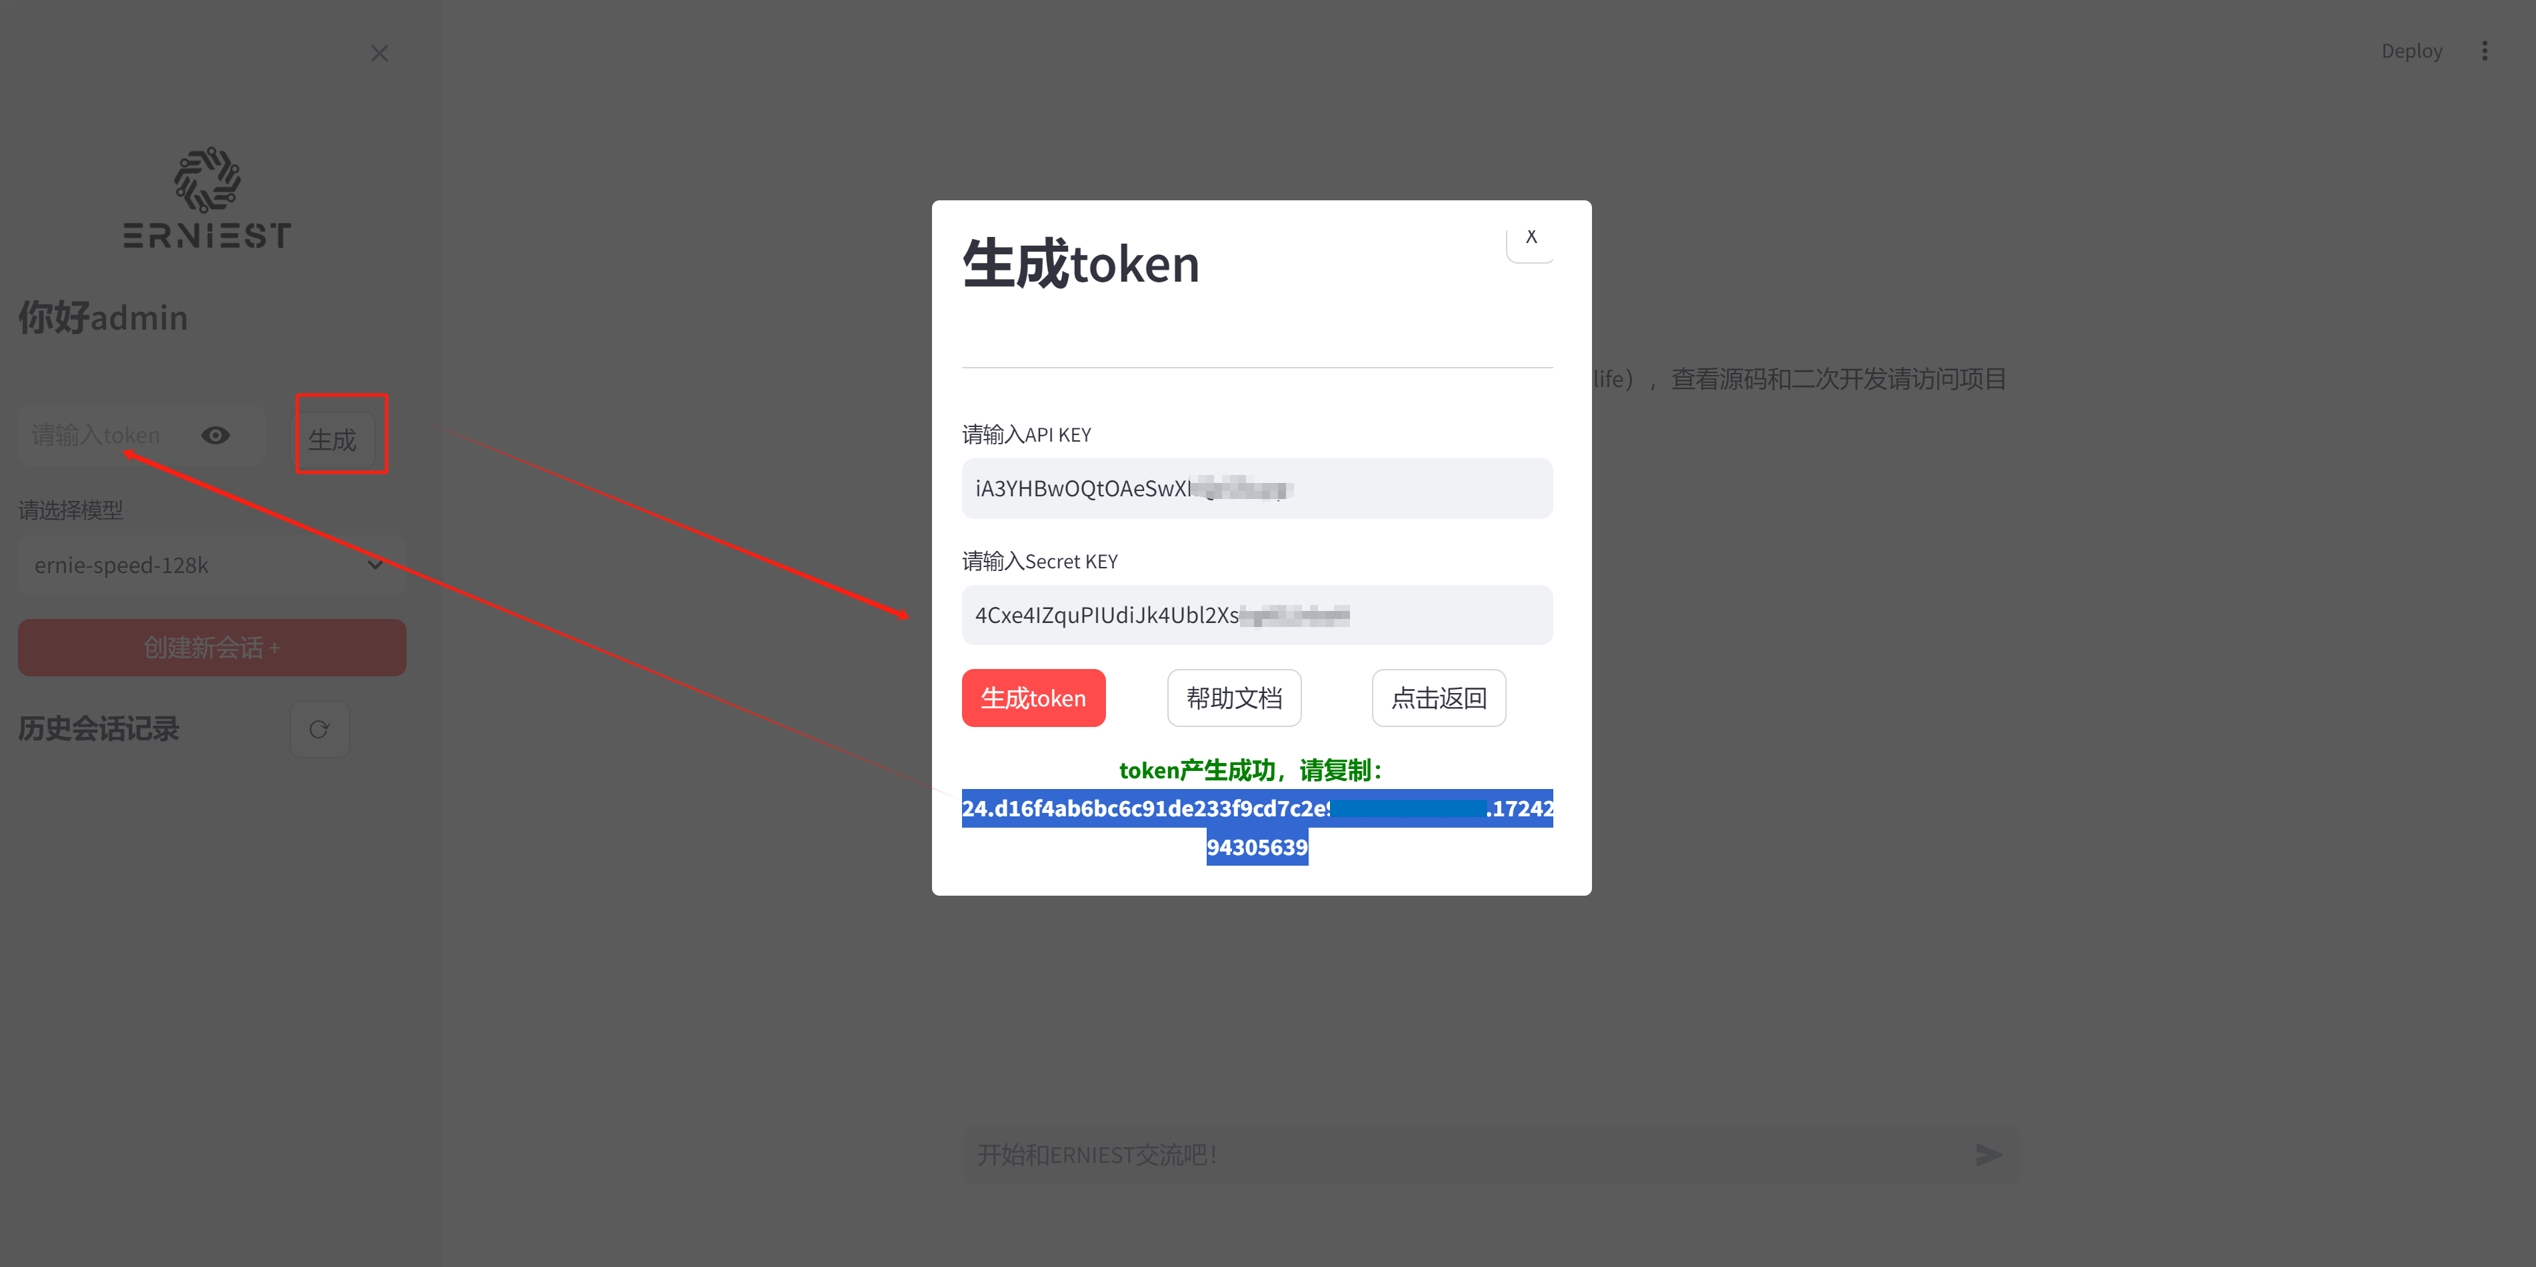 Deploy
ERNIEST
你好admin
请输入token
生成
请选择模型
ernie-speed-128k
创建新会话 +
历史会话记录
生成token
X
请输入API KEY
iA3YHBwOQtOAeSwX
请输入Secret KEY
4Cxe4IZquPIUdiJk4Ubl2Xs
生成token
帮助文档
点击返回
token产生成功，请复制：
24.d16f4ab6bc6c91de233f9cd7c2e .17242
94305639
life），查看源码和二次开发请访问项目
开始和ERNIEST交流吧！